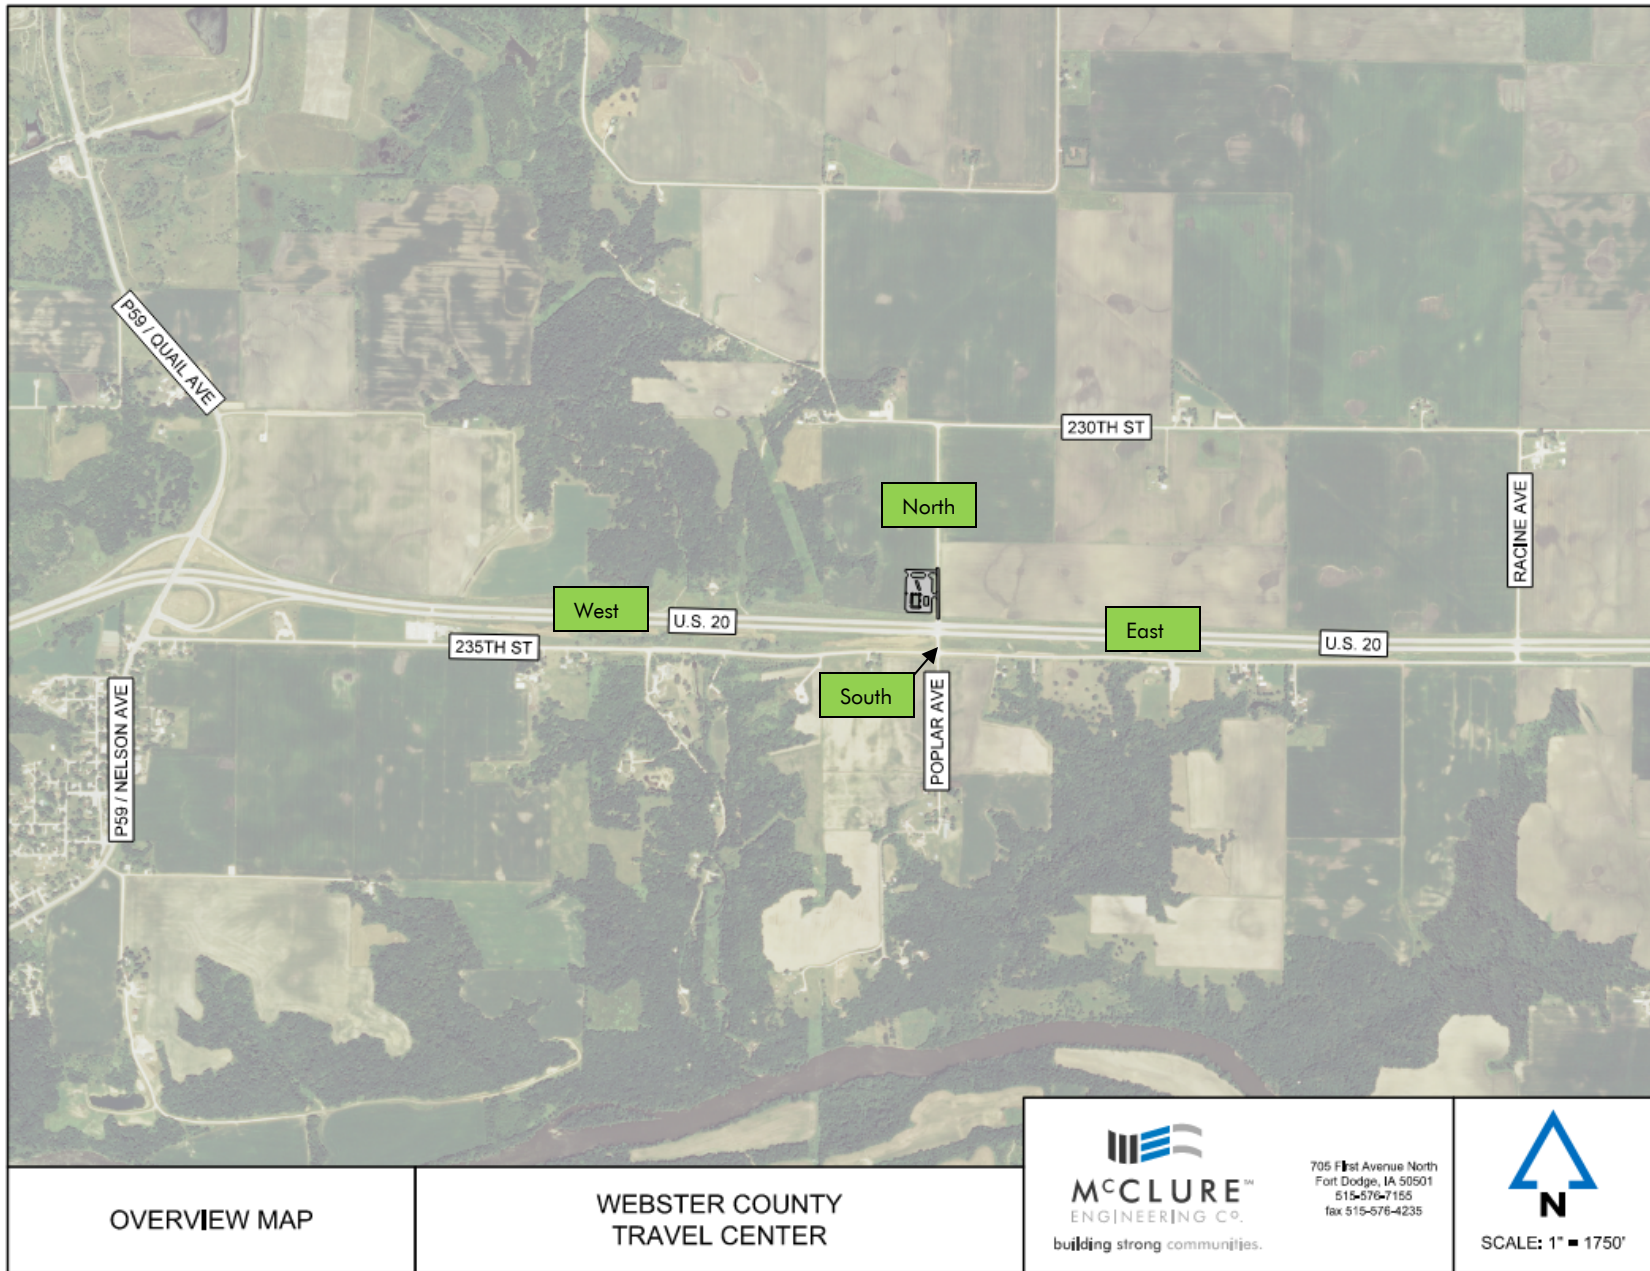 P59 / QUAIL AVE
230TH ST
North
RACINE AVE
West
U.S. 20
East
U.S. 20
235TH ST
South
POPLAR AVE
P59 / NELSON AVE
OVERVIEW MAP
WEBSTER COUNTY
TRAVEL CENTER
McCLURE℠
ENGINEERING Co.
building strong communities.
705 First Avenue North
Fort Dodge, IA 50501
515-576-7155
fax 515-576-4235
N
SCALE: 1" = 1750'